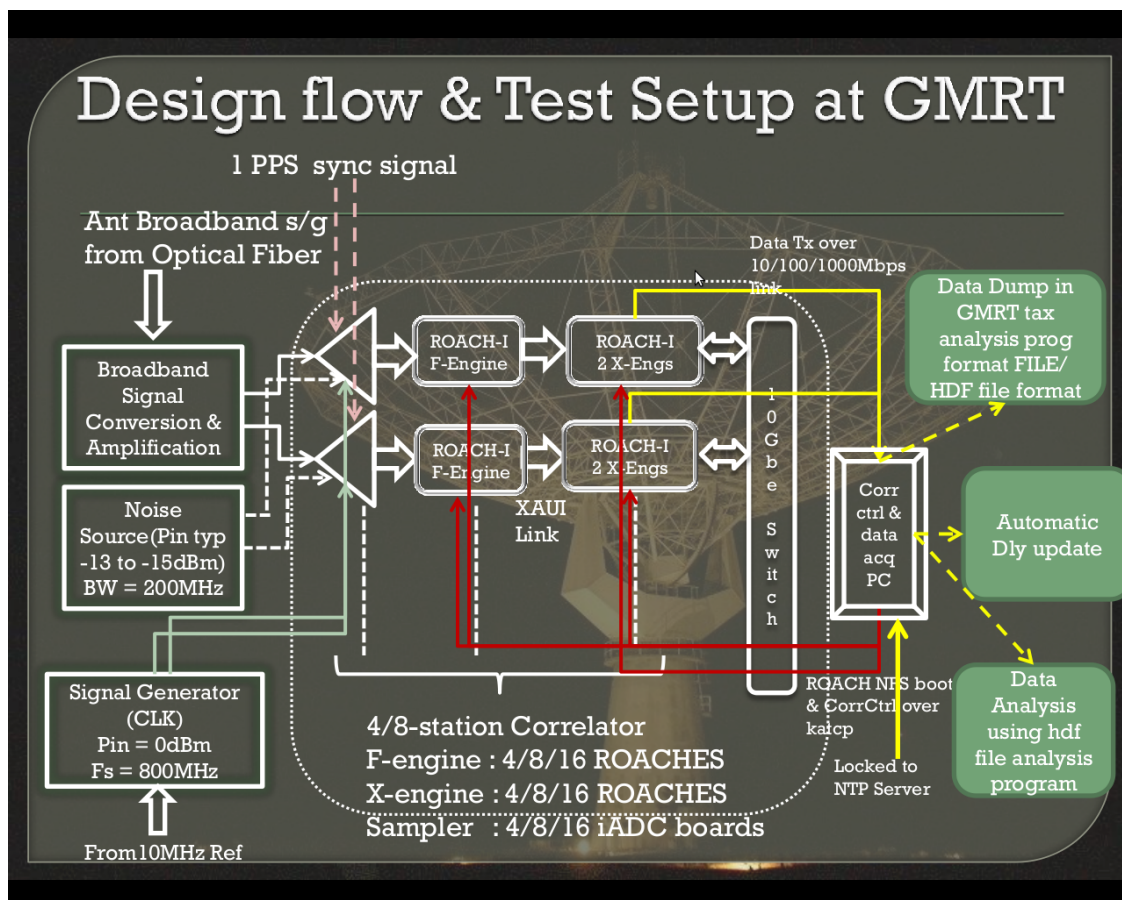 Design flow & Test Setup at GMRT
1 PPS sync signal
Ant Broadband s/g
from Optical Fiber
Data Tx over
10/100/1000Mbps
link
Data Dump in
GMRT tax
analysis prog
format FILE/
HDF file format
ROACH-I
F-Engine
ROACH-I
2 X-Engs
Broadband
Signal
Conversion &
Amplification
10Gbe Switch
ROACH-I
F-Engine
ROACH-I
2 X-Engs
XAUI
Link
Corr
ctrl &
data
acq
PC
Automatic
Dly update
Noise
Source(Pin typ
-13 to -15dBm)
BW = 200MHz
Signal Generator
(CLK)
Pin = 0dBm
Fs = 800MHz
From10MHz Ref
4/8-station Correlator
F-engine : 4/8/16 ROACHES
X-engine : 4/8/16 ROACHES
Sampler : 4/8/16 iADC boards
ROACH NFS boot
& CorrCtrl over
katcp
Locked to
NTP Server
Data
Analysis
using hdf
file analysis
program